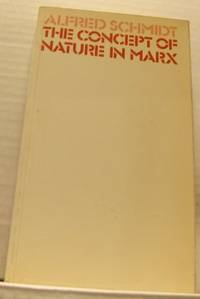 ALFRED SCHMIDT
THE CONCEPT OF
NATURE IN MARX